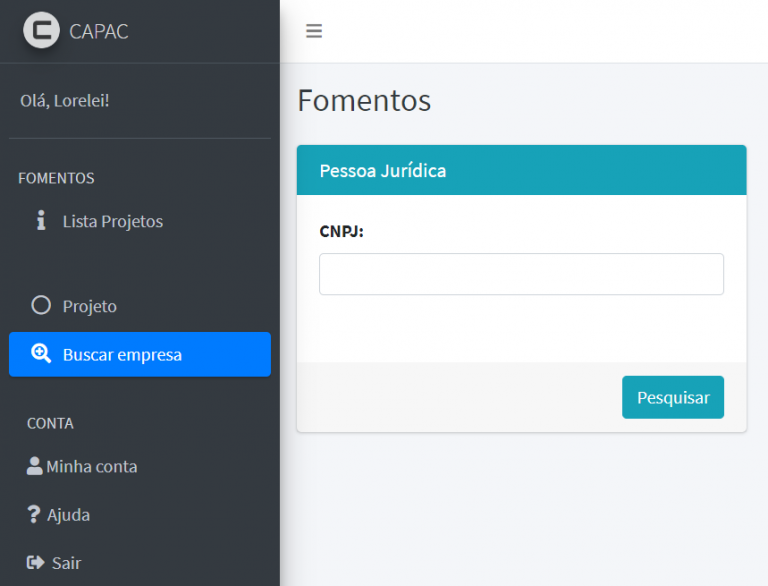 CAPAC
Olá, Lorelei!
FOMENTOS
Lista Projetos
Projeto
Buscar empresa
CONTA
Minha conta
Ajuda
Sair
Fomentos
Pessoa Jurídica
CNPJ:
Pesquisar